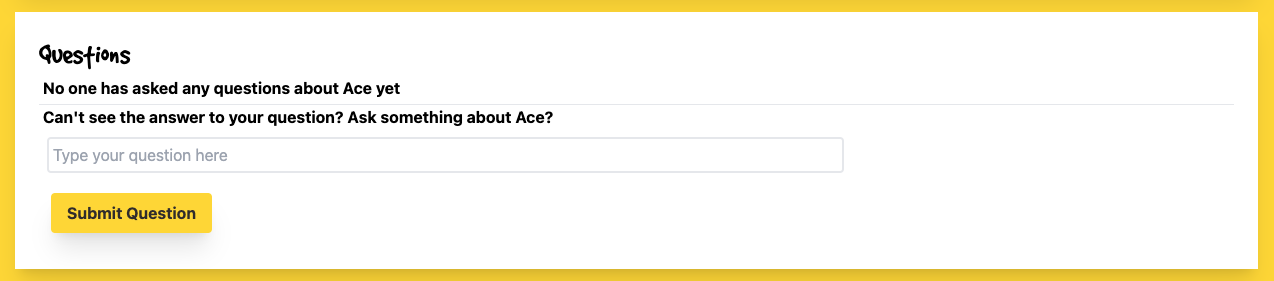 Questions
No one has asked any questions about Ace yet
Can't see the answer to your question? Ask something about Ace?
Type your question here
Submit Question